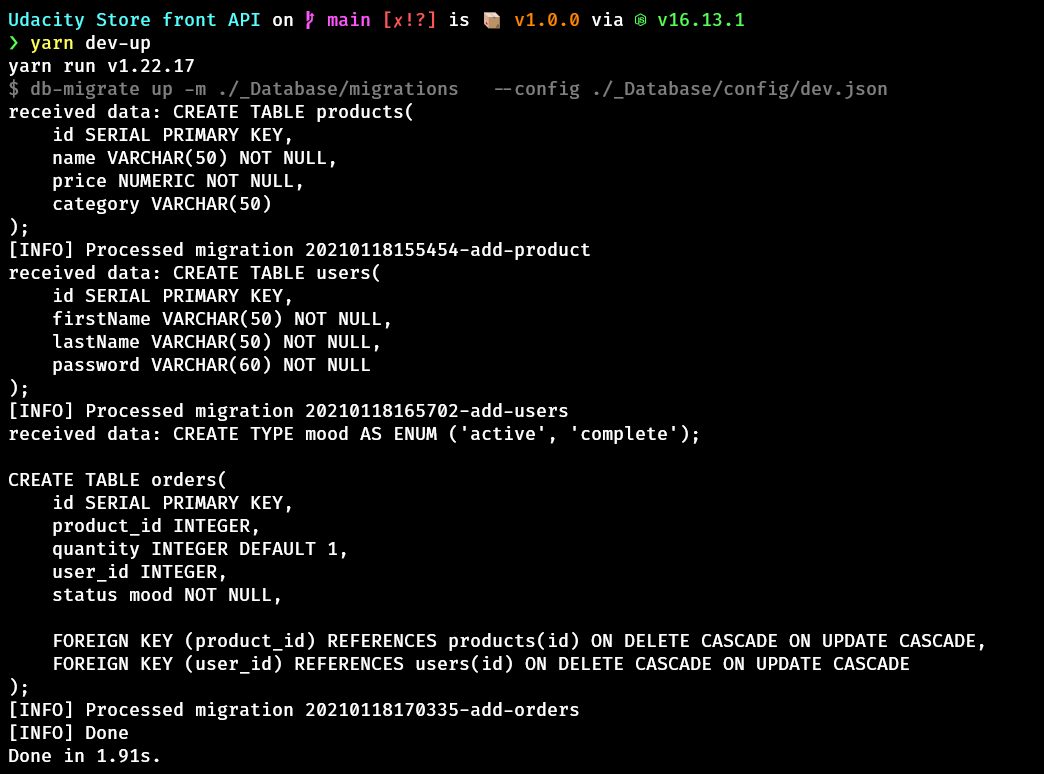 Udacity Store front API on main [✗!?] is 📦 v1.0.0 via v16.13.1
❯ yarn dev-up
yarn run v1.22.17
$ db-migrate up -m ./_Database/migrations   --config ./_Database/config/dev.json
received data: CREATE TABLE products(
    id SERIAL PRIMARY KEY,
    name VARCHAR(50) NOT NULL,
    price NUMERIC NOT NULL,
    category VARCHAR(50)
);
[INFO] Processed migration 20210118155454-add-product
received data: CREATE TABLE users(
    id SERIAL PRIMARY KEY,
    firstName VARCHAR(50) NOT NULL,
    lastName VARCHAR(50) NOT NULL,
    password VARCHAR(60) NOT NULL
);
[INFO] Processed migration 20210118165702-add-users
received data: CREATE TYPE mood AS ENUM ('active', 'complete');

CREATE TABLE orders(
    id SERIAL PRIMARY KEY,
    product_id INTEGER,
    quantity INTEGER DEFAULT 1,
    user_id INTEGER,
    status mood NOT NULL,

    FOREIGN KEY (product_id) REFERENCES products(id) ON DELETE CASCADE ON UPDATE CASCADE,
    FOREIGN KEY (user_id) REFERENCES users(id) ON DELETE CASCADE ON UPDATE CASCADE
);
[INFO] Processed migration 20210118170335-add-orders
[INFO] Done
Done in 1.91s.